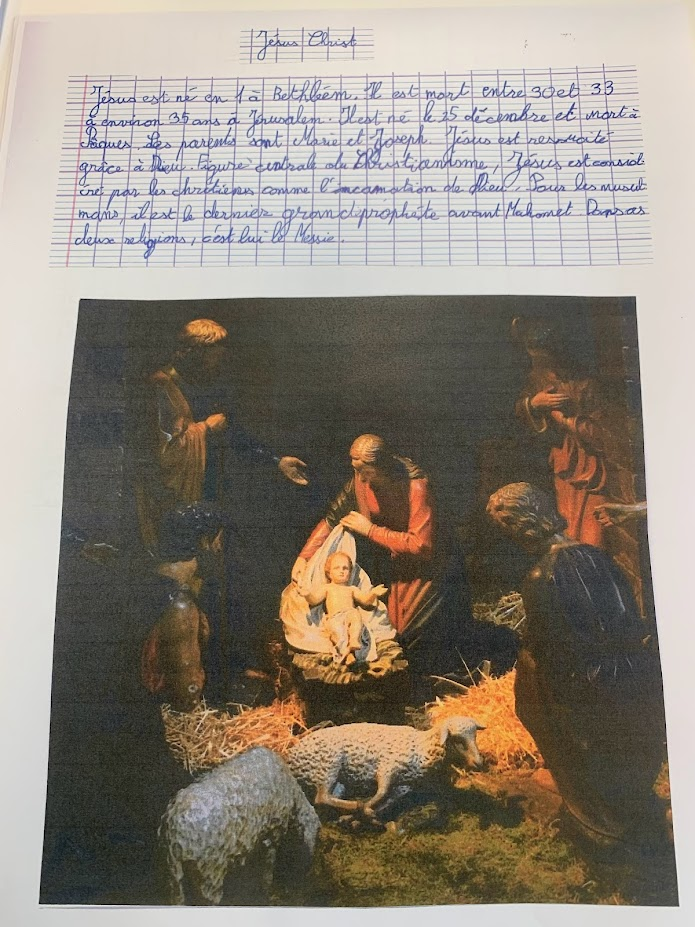 Jésus Christ
Jésus est né en 1 à Bethléem. Il est mort entre 30 et 33
à environ 35 ans à Jérusalem. Il est né le 25 décembre et mort à
Pâques. Ses parents sont Marie et Joseph. Jésus est ressuscité
grâce à Dieu. Figure centrale du Christianisme, Jésus est considé
éré par les chrétiens comme l'incarnation de Dieu. Pour les musul
mans, il est le dernier grand prophète avant Mahomet. Dans ces
deux religions, c'est lui le Messie.